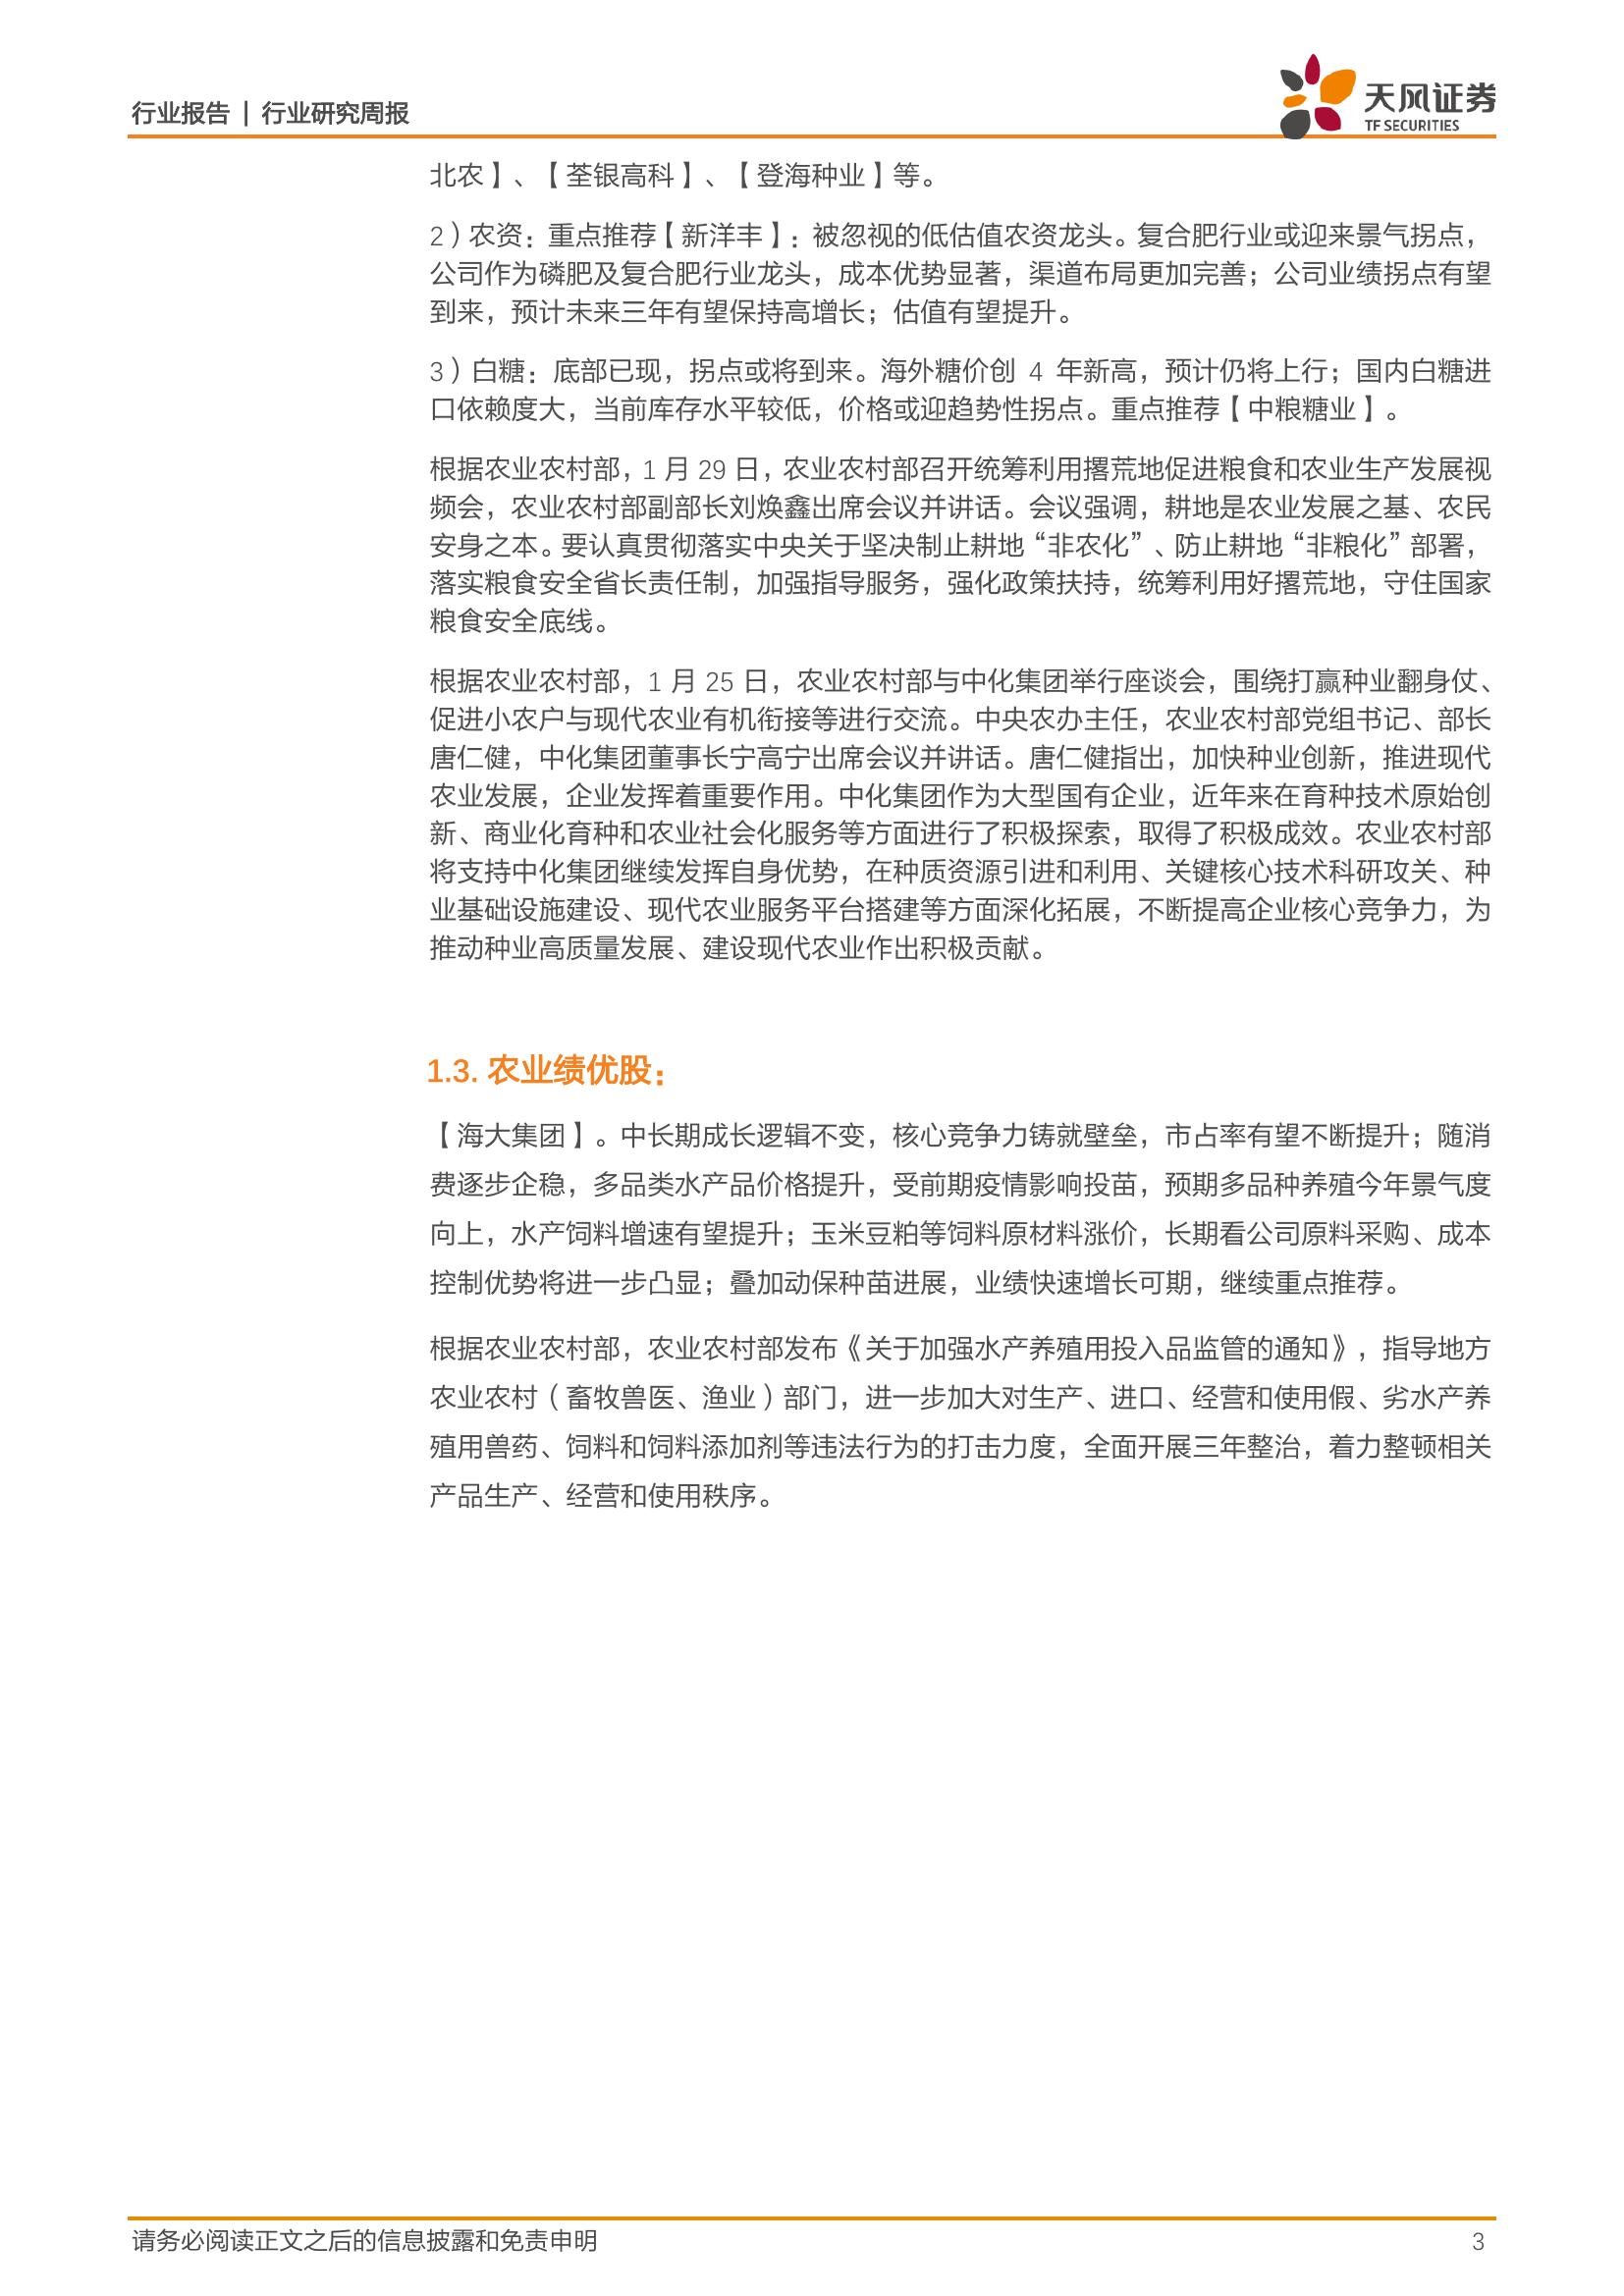 行业报告 | 行业研究周报
天风证券
TF SECURITIES
北农】、【荃银高科】、【登海种业】等。
2）农资：重点推荐【新洋丰】：被忽视的低估值农资龙头。复合肥行业或迎来景气拐点，
公司作为磷肥及复合肥行业龙头，成本优势显著，渠道布局更加完善；公司业绩拐点有望
到来，预计未来三年有望保持高增长；估值有望提升。
3）白糖：底部已现，拐点或将到来。海外糖价创 4 年新高，预计仍将上行；国内白糖进
口依赖度大，当前库存水平较低，价格或迎趋势性拐点。重点推荐【中粮糖业】。
根据农业农村部，1 月 29 日，农业农村部召开统筹利用撂荒地促进粮食和农业生产发展视
频会，农业农村部副部长刘焕鑫出席会议并讲话。会议强调，耕地是农业发展之基、农民
安身之本。要认真贯彻落实中央关于坚决制止耕地“非农化”、防止耕地“非粮化”部署，
落实粮食安全省长责任制，加强指导服务，强化政策扶持，统筹利用好撂荒地，守住国家
粮食安全底线。
根据农业农村部，1 月 25 日，农业农村部与中化集团举行座谈会，围绕打赢种业翻身仗、
促进小农户与现代农业有机衔接等进行交流。中央农办主任，农业农村部党组书记、部长
唐仁健，中化集团董事长宁高宁出席会议并讲话。唐仁健指出，加快种业创新，推进现代
农业发展，企业发挥着重要作用。中化集团作为大型国有企业，近年来在育种技术原始创
新、商业化育种和农业社会化服务等方面进行了积极探索，取得了积极成效。农业农村部
将支持中化集团继续发挥自身优势，在种质资源引进和利用、关键核心技术科研攻关、种
业基础设施建设、现代农业服务平台搭建等方面深化拓展，不断提高企业核心竞争力，为
推动种业高质量发展、建设现代农业作出积极贡献。
1.3. 农业绩优股：
【海大集团】。中长期成长逻辑不变，核心竞争力铸就壁垒，市占率有望不断提升；随消
费逐步企稳，多品类水产品价格提升，受前期疫情影响投苗，预期多品种养殖今年景气度
向上，水产饲料增速有望提升；玉米豆粕等饲料原材料涨价，长期看公司原料采购、成本
控制优势将进一步凸显；叠加动保种苗进展，业绩快速增长可期，继续重点推荐。
根据农业农村部，农业农村部发布《关于加强水产养殖用投入品监管的通知》，指导地方
农业农村（畜牧兽医、渔业）部门，进一步加大对生产、进口、经营和使用假、劣水产养
殖用兽药、饲料和饲料添加剂等违法行为的打击力度，全面开展三年整治，着力整顿相关
产品生产、经营和使用秩序。
请务必阅读正文之后的信息披露和免责申明
3